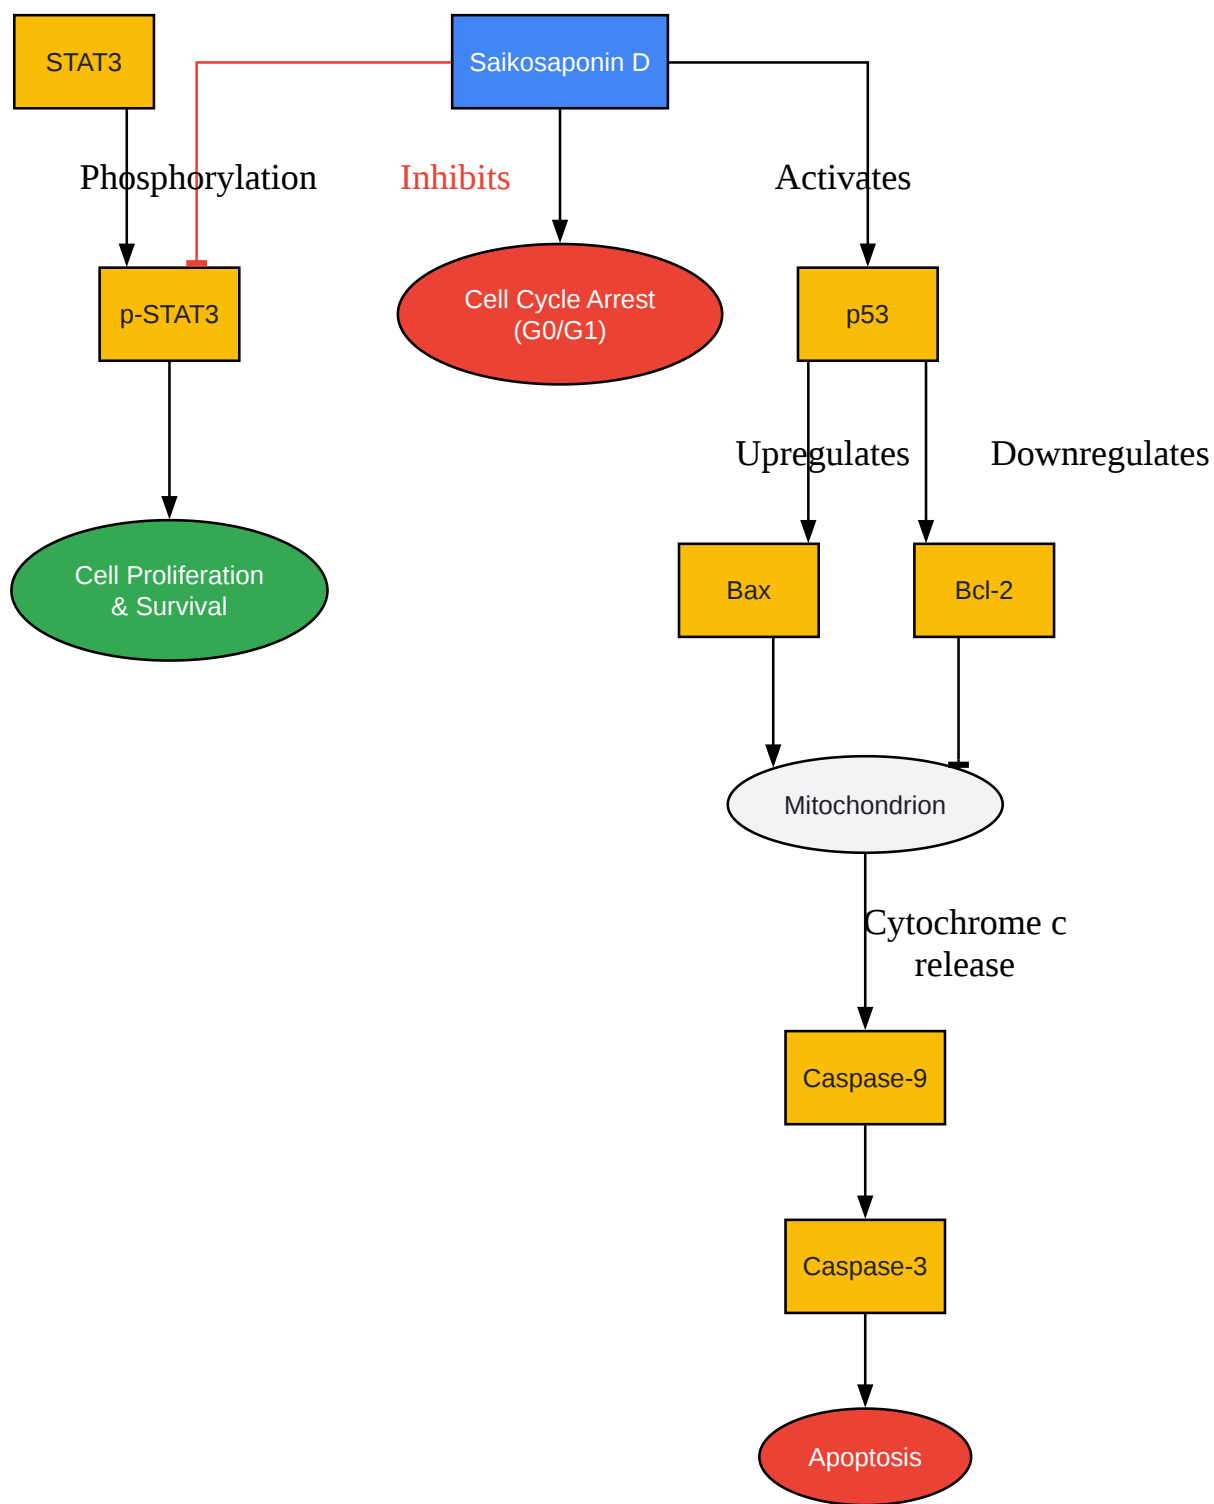 STAT3
Saikosaponin D
Phosphorylation
Inhibits
Activates
p-STAT3
Cell Cycle Arrest
(G0/G1)
p53
Upregulates
Downregulates
Cell Proliferation
& Survival
Bax
Bcl-2
Mitochondrion
Cytochrome c
release
Caspase-9
Caspase-3
Apoptosis